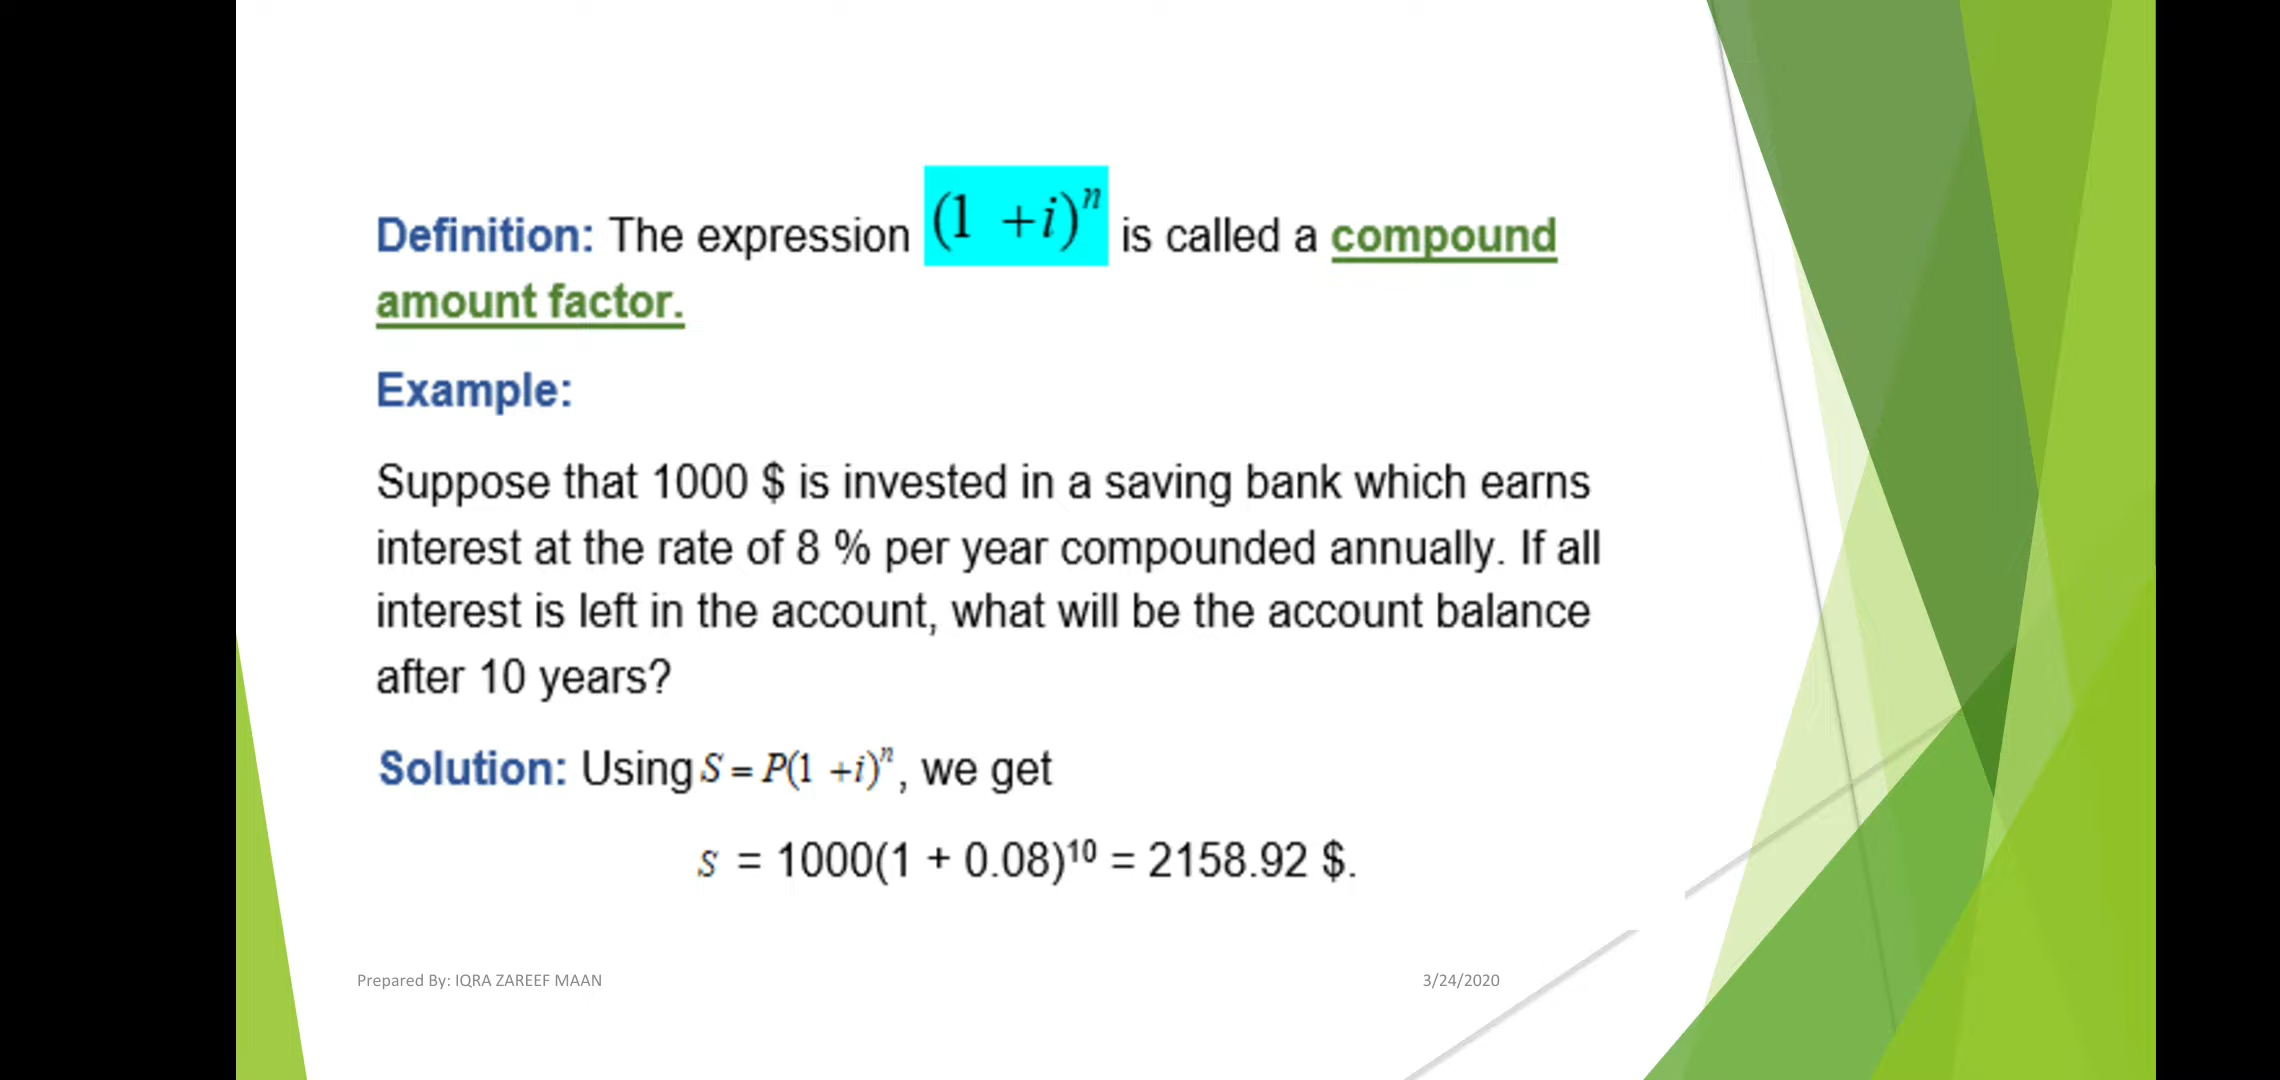 Definition: The expression (1 +i)ⁿ is called a compound
amount factor.
Example:
Suppose that 1000 $ is invested in a saving bank which earns
interest at the rate of 8 % per year compounded annually. If all
interest is left in the account, what will be the account balance
after 10 years?
Solution: Using S = P(1 +i)ⁿ, we get
S = 1000(1 + 0.08)¹⁰ = 2158.92 $.
Prepared By: IQRA ZAREEF MAAN 3/24/2020